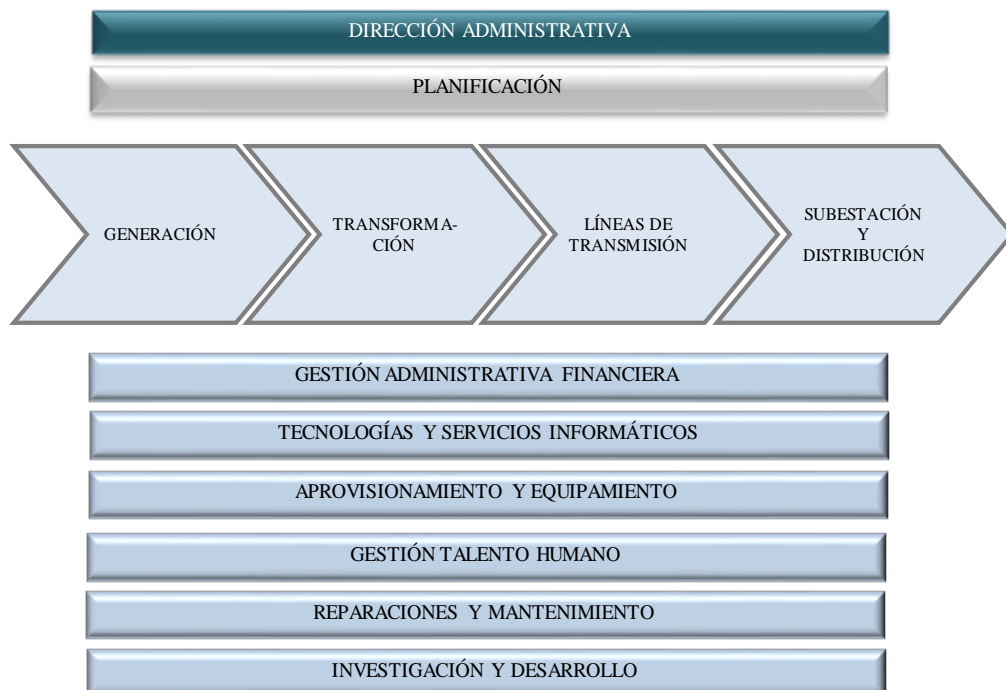 DIRECCIÓN ADMINISTRATIVA
PLANIFICACIÓN
GENERACIÓN
TRANSFORMA-
CIÓN
LÍNEAS DE
TRANSMISIÓN
SUBESTACIÓN
Y
DISTRIBUCIÓN
GESTIÓN ADMINISTRATIVA FINANCIERA
TECNOLOGÍAS Y SERVICIOS INFORMÁTICOS
APROVISIONAMIENTO Y EQUIPAMIENTO
GESTIÓN TALENTO HUMANO
REPARACIONES Y MANTENIMIENTO
INVESTIGACIÓN Y DESARROLLO